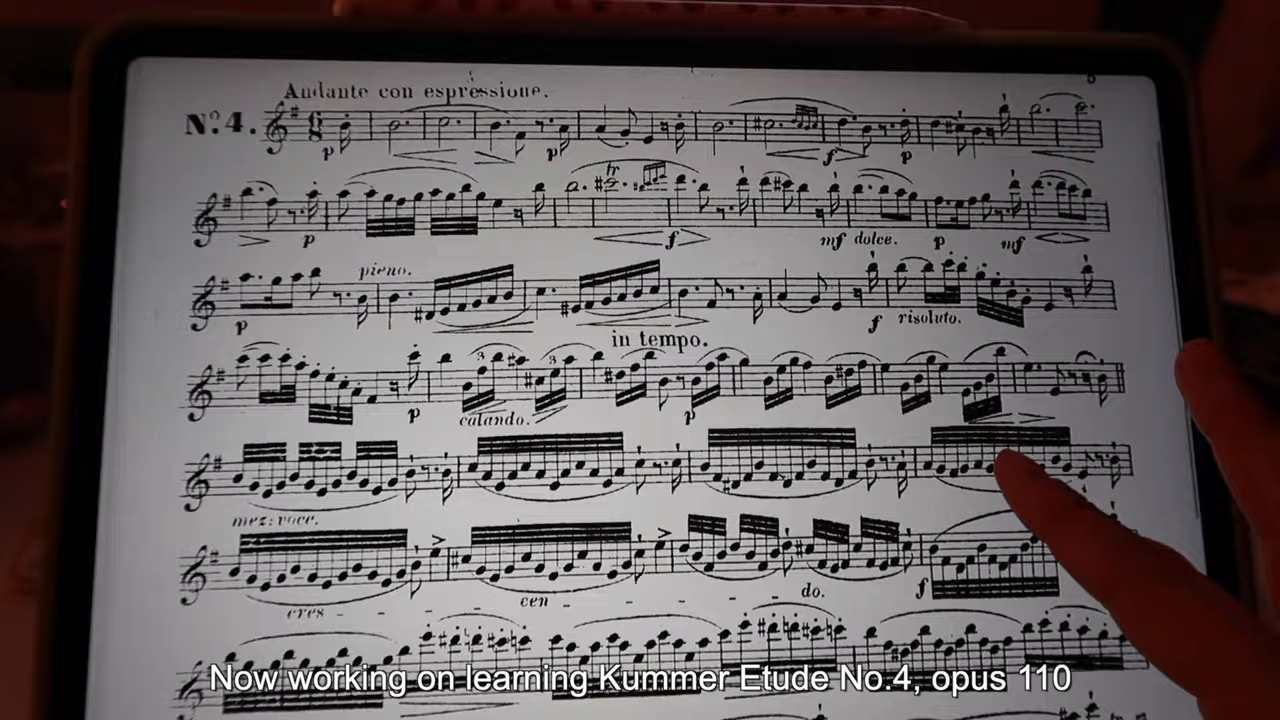 Andante con espressione.
No. 4.
p p f p
p f mf dolce. p mf
pieno.
p f risoluto.
in tempo.
p calando. p
mez: voce.
cres - - - cen - - - - do. f
Now working on learning Kummer Etude No.4, opus 110